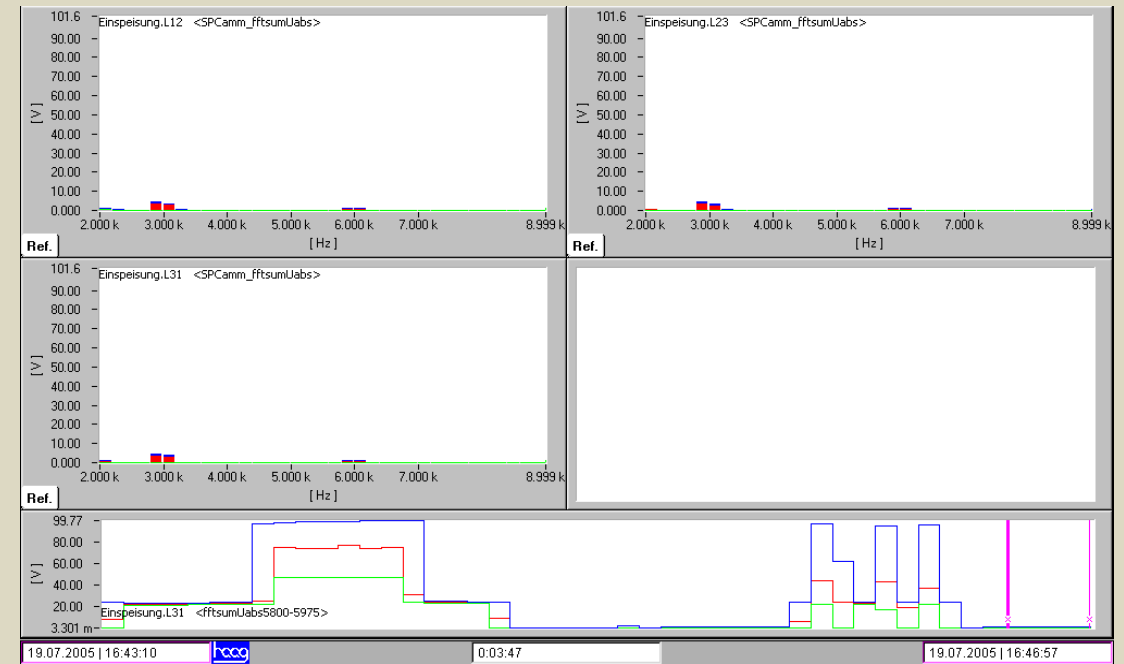 101.6
Einspeisung.L12 <SPCamm_fftsumUabs>
90.00
80.00
70.00
60.00
[V]
50.00
40.00
30.00
20.00
10.00
0.000
2.000 k 3.000 k 4.000 k 5.000 k 6.000 k 7.000 k 8.999 k
[Hz]
Ref.
101.6
Einspeisung.L23 <SPCamm_fftsumUabs>
90.00
80.00
70.00
60.00
[V]
50.00
40.00
30.00
20.00
10.00
0.000
2.000 k 3.000 k 4.000 k 5.000 k 6.000 k 7.000 k 8.999 k
[Hz]
Ref.
101.6
Einspeisung.L31 <SPCamm_fftsumUabs>
90.00
80.00
70.00
60.00
[V]
50.00
40.00
30.00
20.00
10.00
0.000
2.000 k 3.000 k 4.000 k 5.000 k 6.000 k 7.000 k 8.999 k
[Hz]
Ref.
99.77
80.00
60.00
[V]
40.00
20.00
Einspeisung.L31 <fftsumUabs5800-5975>
3.301 m
19.07.2005 | 16:43:10 haag 0:03:47 19.07.2005 | 16:46:57